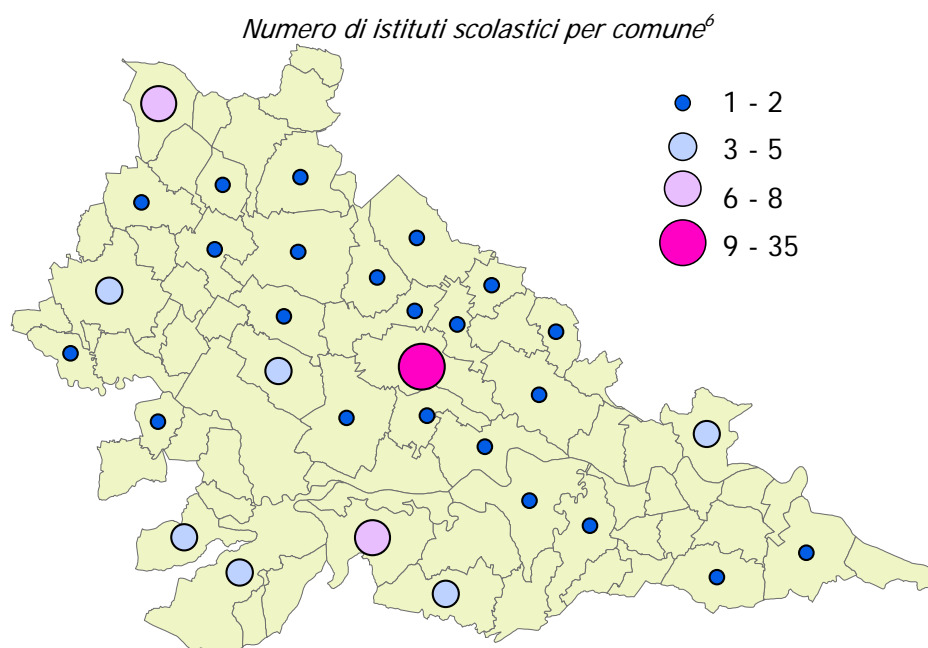 Numero di istituti scolastici per comune⁶
1 - 2
3 - 5
6 - 8
9 - 35